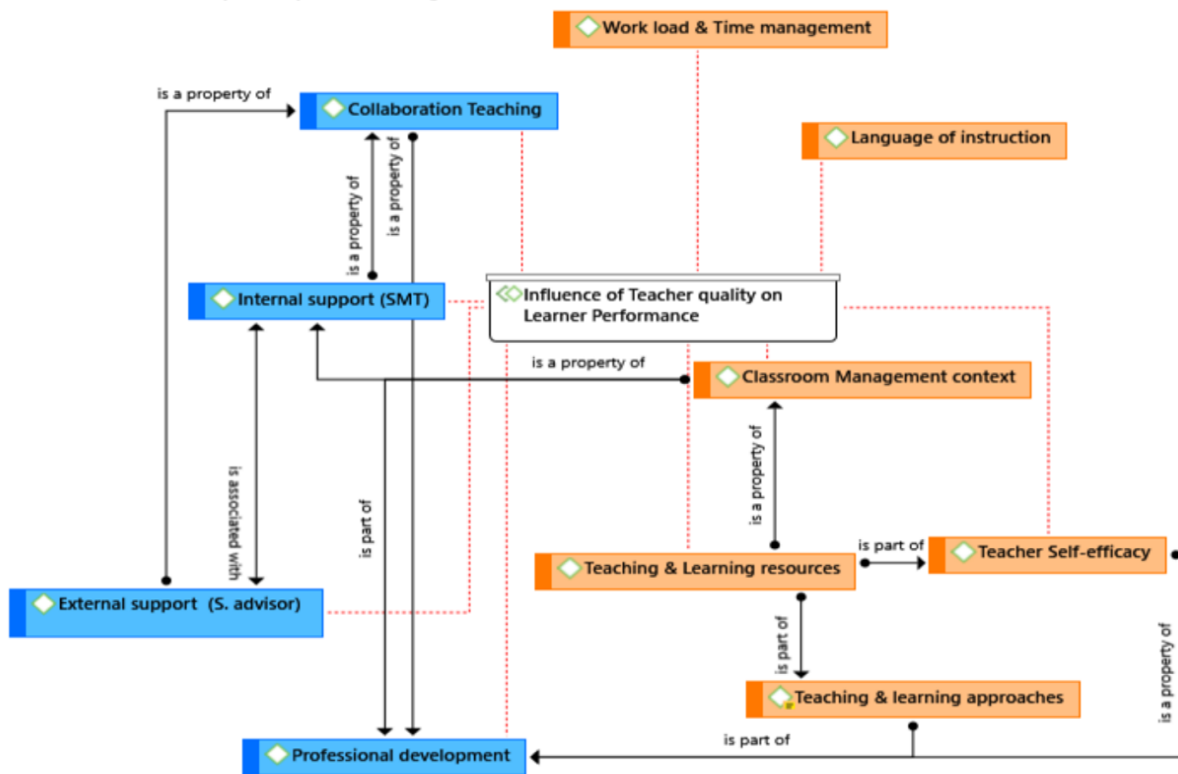 Work load & Time management
is a property of
Collaboration Teaching
Language of instruction
is a property of
is a property of
Internal support (SMT)
Influence of Teacher quality on
Learner Performance
is a property of
Classroom Management context
is associated with
is part of
is a property of
Teaching & Learning resources
is part of
Teacher Self-efficacy
External support (S. advisor)
is part of
is a property of
Teaching & learning approaches
is part of
Professional development